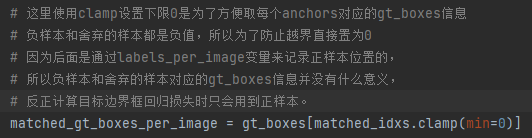 # 这里使用clamp设置下限0是为了方便取每个anchors对应的gt_boxes信息
# 负样本和舍弃的样本都是负值，所以为了防止越界直接置为0
# 因为后面是通过labels_per_image变量来记录正样本位置的，
# 所以负样本和舍弃的样本对应的gt_boxes信息并没有什么意义，
# 反正计算目标边界框回归损失时只会用到正样本。
matched_gt_boxes_per_image = gt_boxes[matched_idxs.clamp(min=0)]